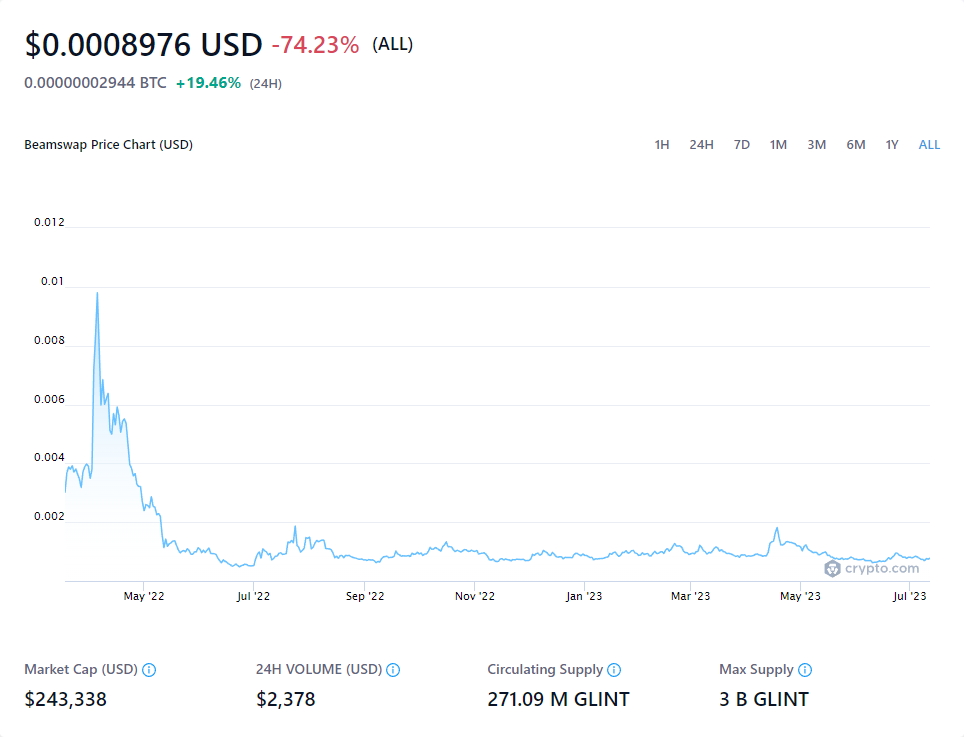 $0.0008976 USD -74.23% (ALL)
0.00000002944 BTC +19.46% (24H)
Beamswap Price Chart (USD) 1H 24H 7D 1M 3M 6M 1Y ALL
0.012
0.01
0.008
0.006
0.004
0.002
crypto.com
May '22 Jul '22 Sep '22 Nov '22 Jan '23 Mar '23 May '23 Jul '23
Market Cap (USD) 24H VOLUME (USD) Circulating Supply Max Supply
$243,338 $2,378 271.09 M GLINT 3 B GLINT